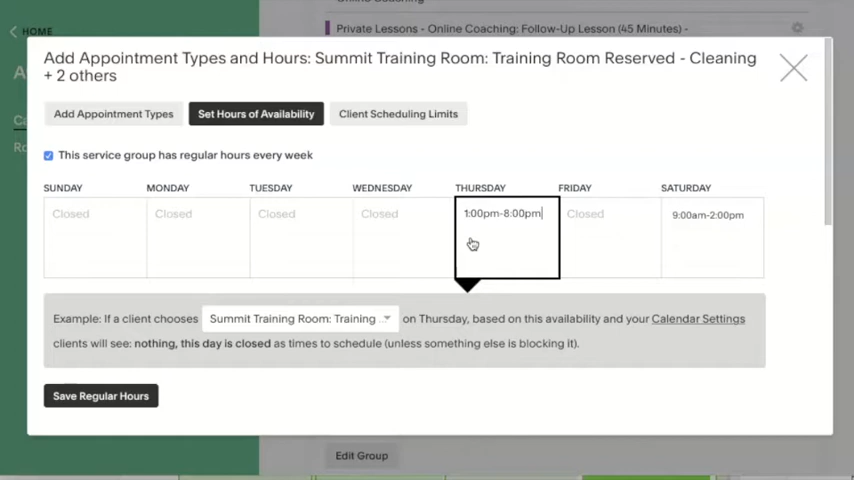 Online Coaching
HOME
Private Lessons - Online Coaching: Follow-Up Lesson (45 Minutes) -
Add Appointment Types and Hours: Summit Training Room: Training Room Reserved - Cleaning
+ 2 others
Add Appointment Types
Set Hours of Availability
Client Scheduling Limits
This service group has regular hours every week
SUNDAY MONDAY TUESDAY WEDNESDAY THURSDAY FRIDAY SATURDAY
Closed Closed Closed Closed 1:00pm-8:00pm Closed 9:00am-2:00pm
Example: If a client chooses Summit Training Room: Training ... on Thursday, based on this availability and your Calendar Settings
clients will see: nothing, this day is closed as times to schedule (unless something else is blocking it).
Save Regular Hours
Edit Group